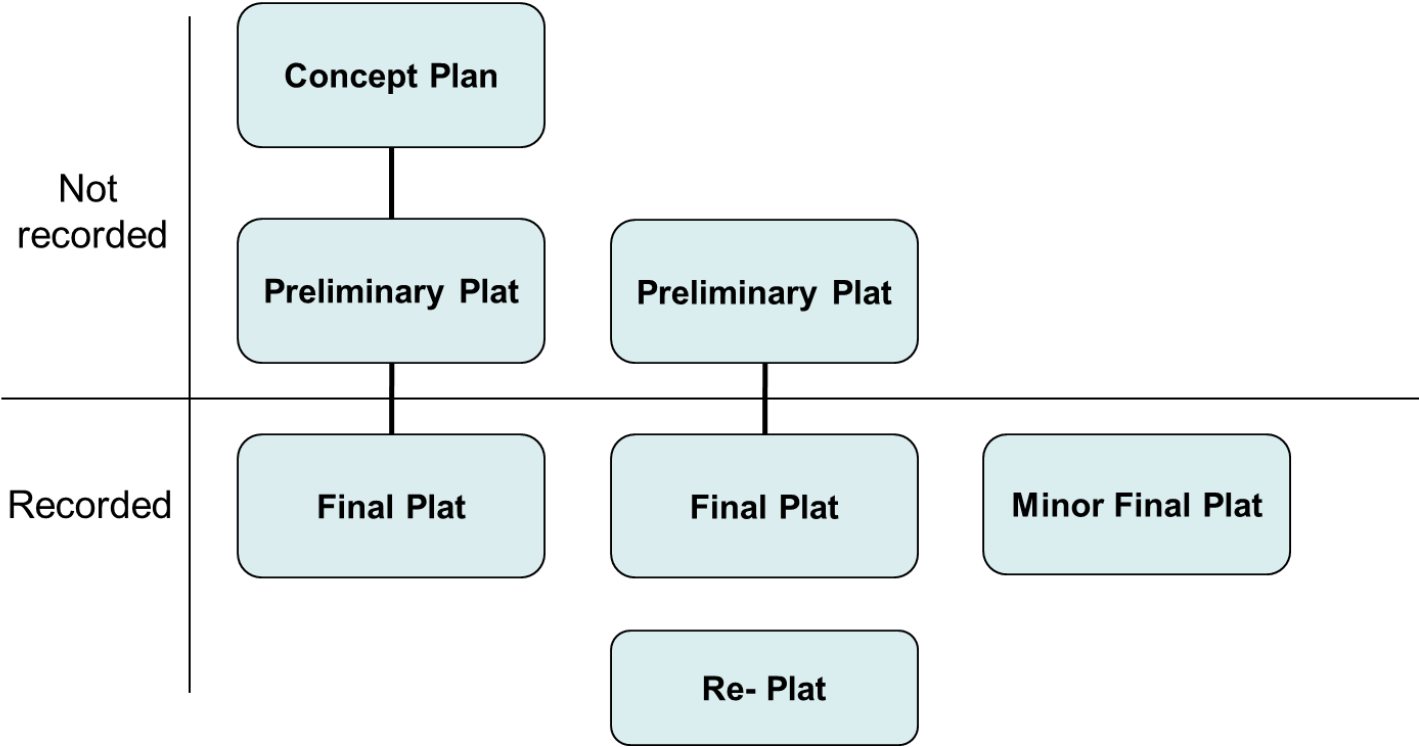 Concept Plan
Not
recorded
Preliminary Plat
Preliminary Plat
Recorded
Final Plat
Final Plat
Minor Final Plat
Re- Plat